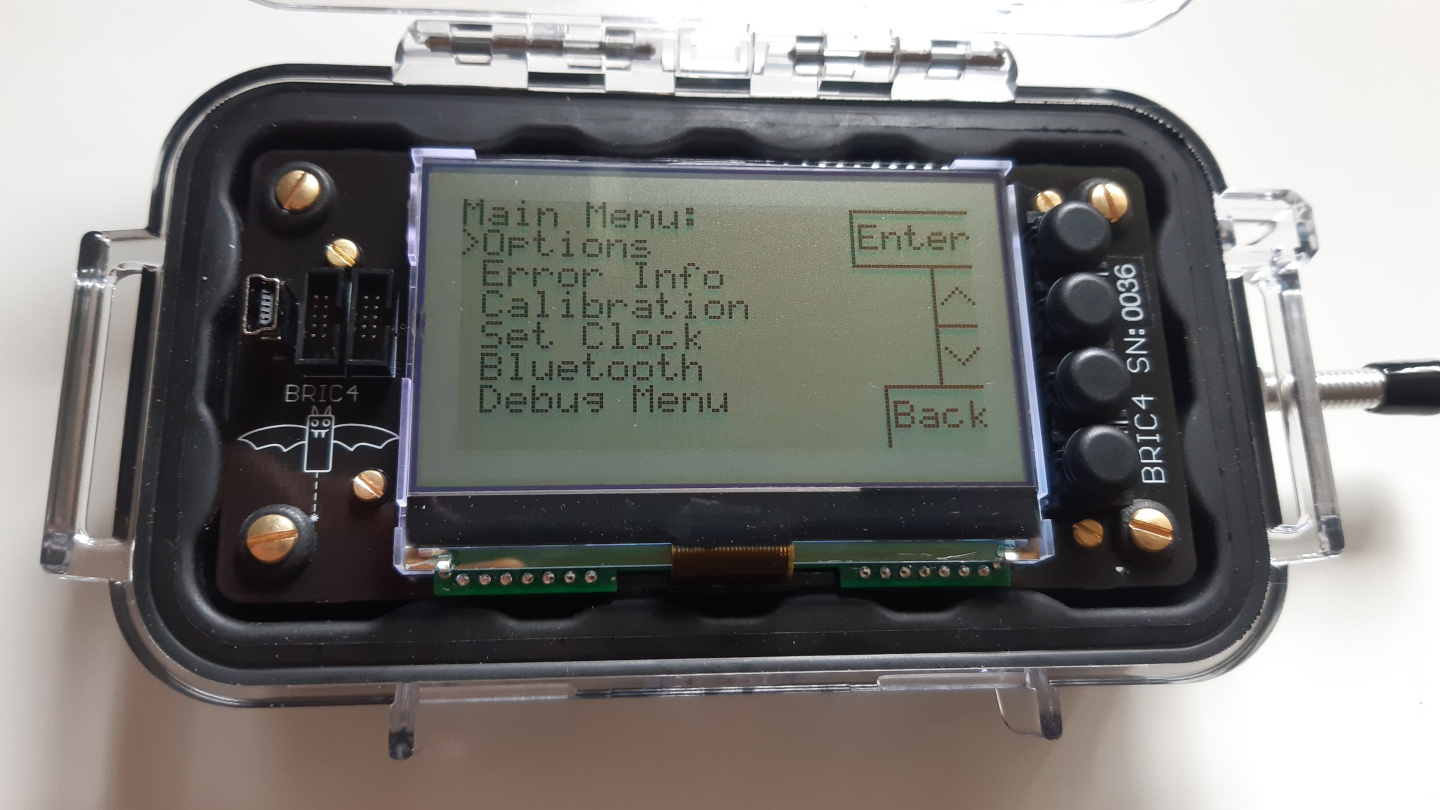 Main Menu:
>Options
Error Info
Calibration
Set Clock
Bluetooth
Debug Menu
Enter
Back
BRIC4
BRIC4 SN:0036